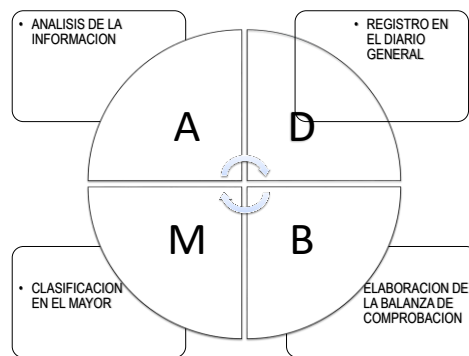 • ANALISIS DE LA
INFORMACION
• REGISTRO EN
EL DIARIO
GENERAL
A
D
M
B
• CLASIFICACION
EN EL MAYOR
ELABORACION DE
LA BALANZA DE
COMPROBACION